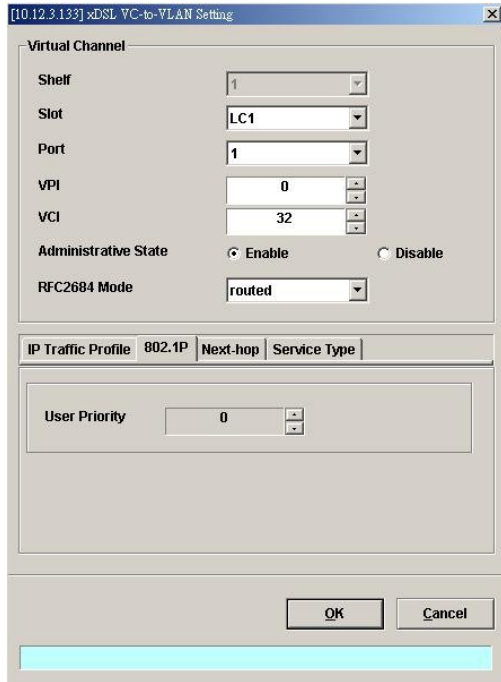 [10.12.3.133] xDSL VC-to-VLAN Setting
Virtual Channel
Shelf 1
Slot LC1
Port 1
VPI 0
VCI 32
Administrative State Enable Disable
RFC2684 Mode routed
IP Traffic Profile 802.1P Next-hop Service Type
User Priority 0
OK Cancel